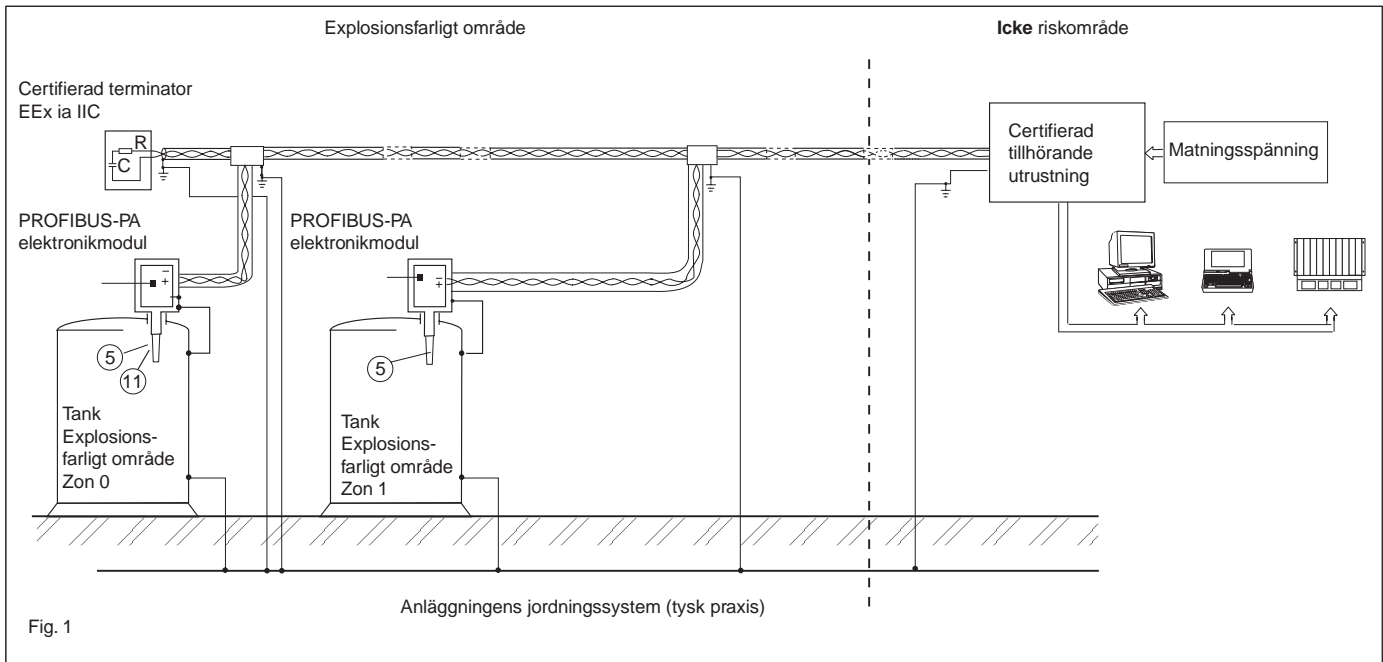 Explosionsfarligt område
Icke riskområde
Certifierad terminator
EEx ia IIC
R
C
Certifierad
tillhörande
utrustning
Matningsspänning
PROFIBUS-PA
elektronikmodul
PROFIBUS-PA
elektronikmodul
−
+
−
+
5
11
5
Tank
Explosions-
farligt område
Zon 0
Tank
Explosions-
farligt område
Zon 1
Anläggningens jordningssystem (tysk praxis)
Fig. 1